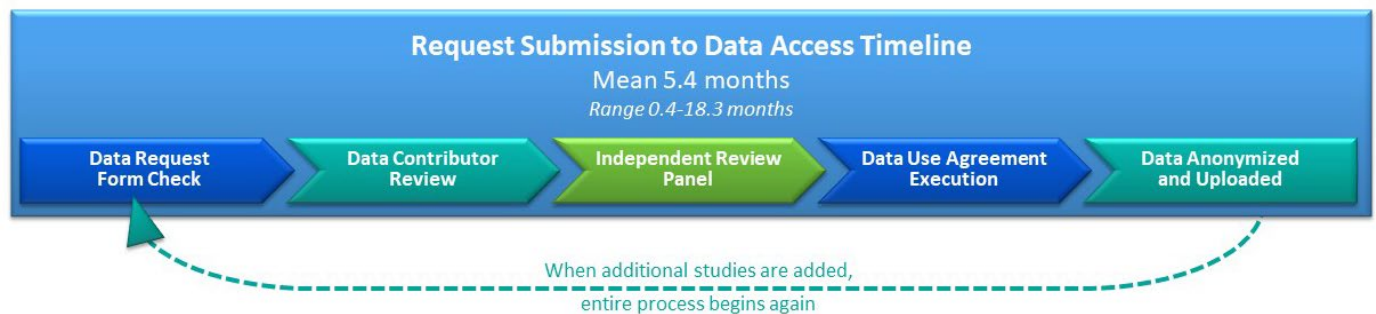 Request Submission to Data Access Timeline
Mean 5.4 months
Range 0.4-18.3 months
Data Request
Form Check
Data Contributor
Review
Independent Review
Panel
Data Use Agreement
Execution
Data Anonymized
and Uploaded
When additional studies are added,
entire process begins again